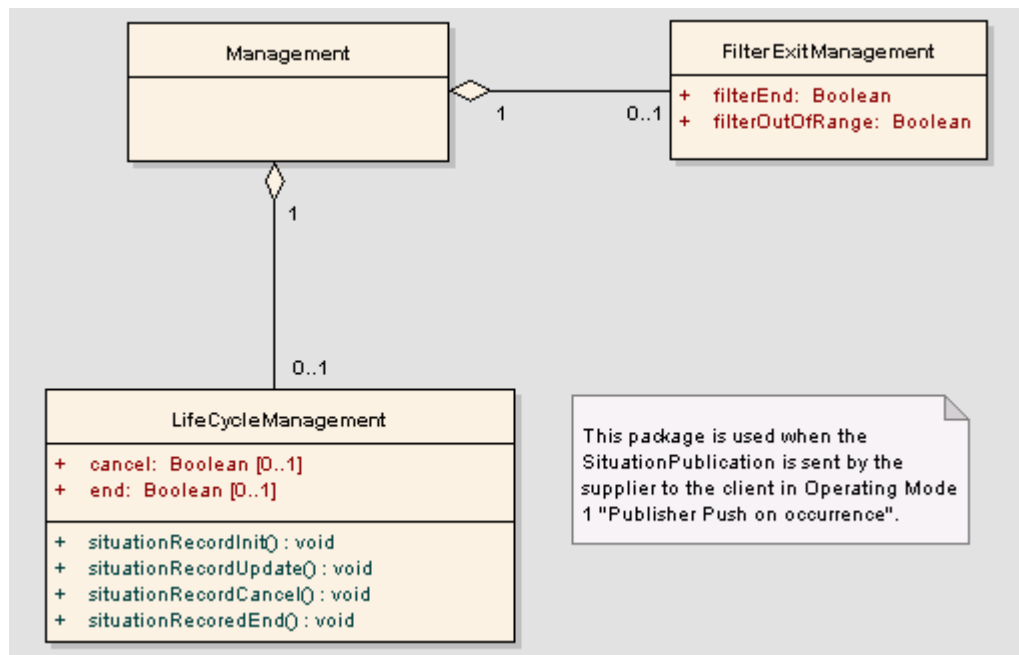 Management
FilterExitManagement
+ filterEnd: Boolean
+ filterOutOfRange: Boolean
1
0..1
1
0..1
LifeCycleManagement
+ cancel: Boolean [0..1]
+ end: Boolean [0..1]
+ situationRecordInit() : void
+ situationRecordUpdate() : void
+ situationRecordCancel() : void
+ situationRecoredEnd() : void
This package is used when the
SituationPublication is sent by the
supplier to the client in Operating Mode
1 "Publisher Push on occurrence".